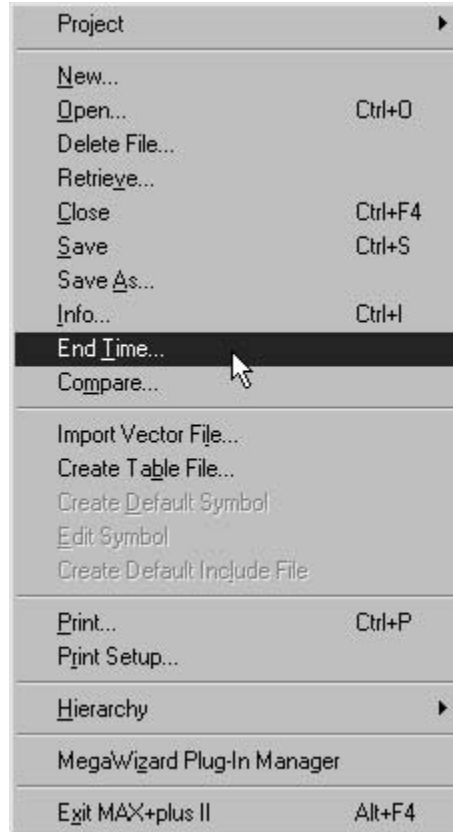 Project
New...
Open... Ctrl+O
Delete File...
Retrieve...
Close Ctrl+F4
Save Ctrl+S
Save As...
Info... Ctrl+I
End Time...
Compare...
Import Vector File...
Create Table File...
Create Default Symbol
Edit Symbol
Create Default Include File
Print... Ctrl+P
Print Setup...
Hierarchy
MegaWizard Plug-In Manager
Exit MAX+plus II Alt+F4